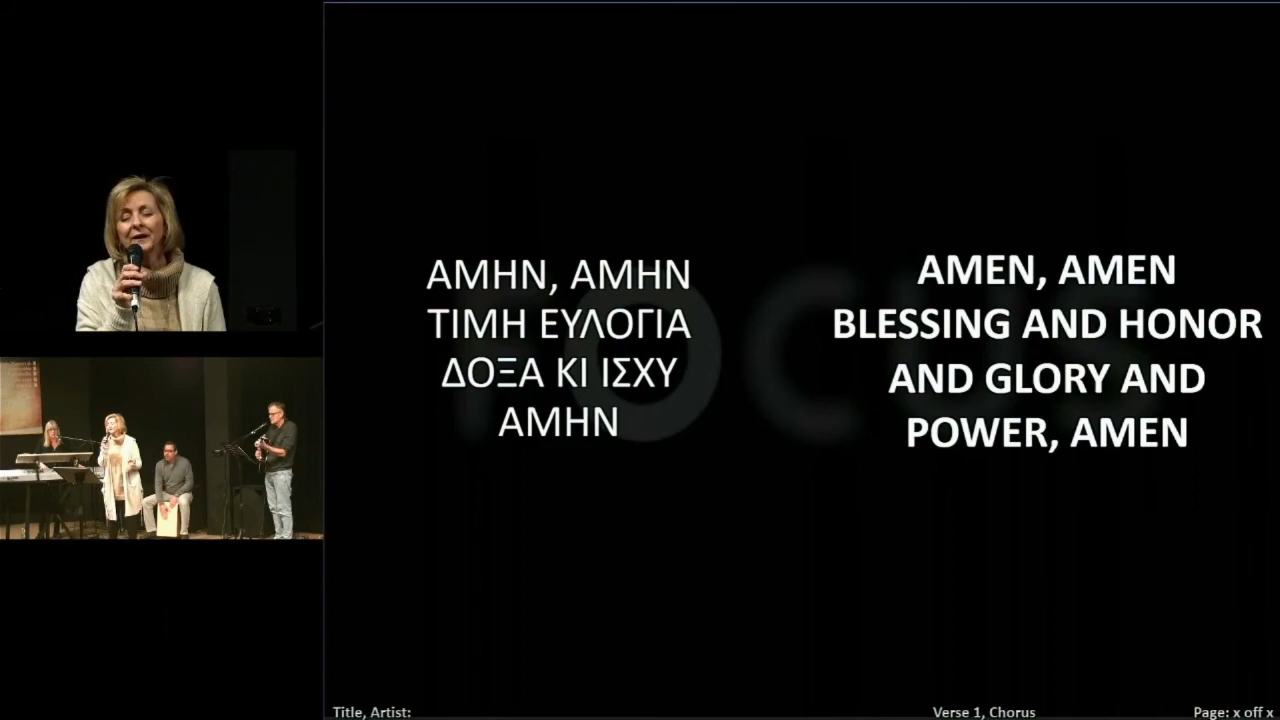 ΑΜΗΝ, ΑΜΗΝ
ΤΙΜΗ ΕΥΛΟΓΙΑ
ΔΟΞΑ ΚΙ ΙΣΧΥ
ΑΜΗΝ
AMEN, AMEN
BLESSING AND HONOR
AND GLORY AND
POWER, AMEN
Title, Artist:
Verse 1, Chorus
Page: x off x